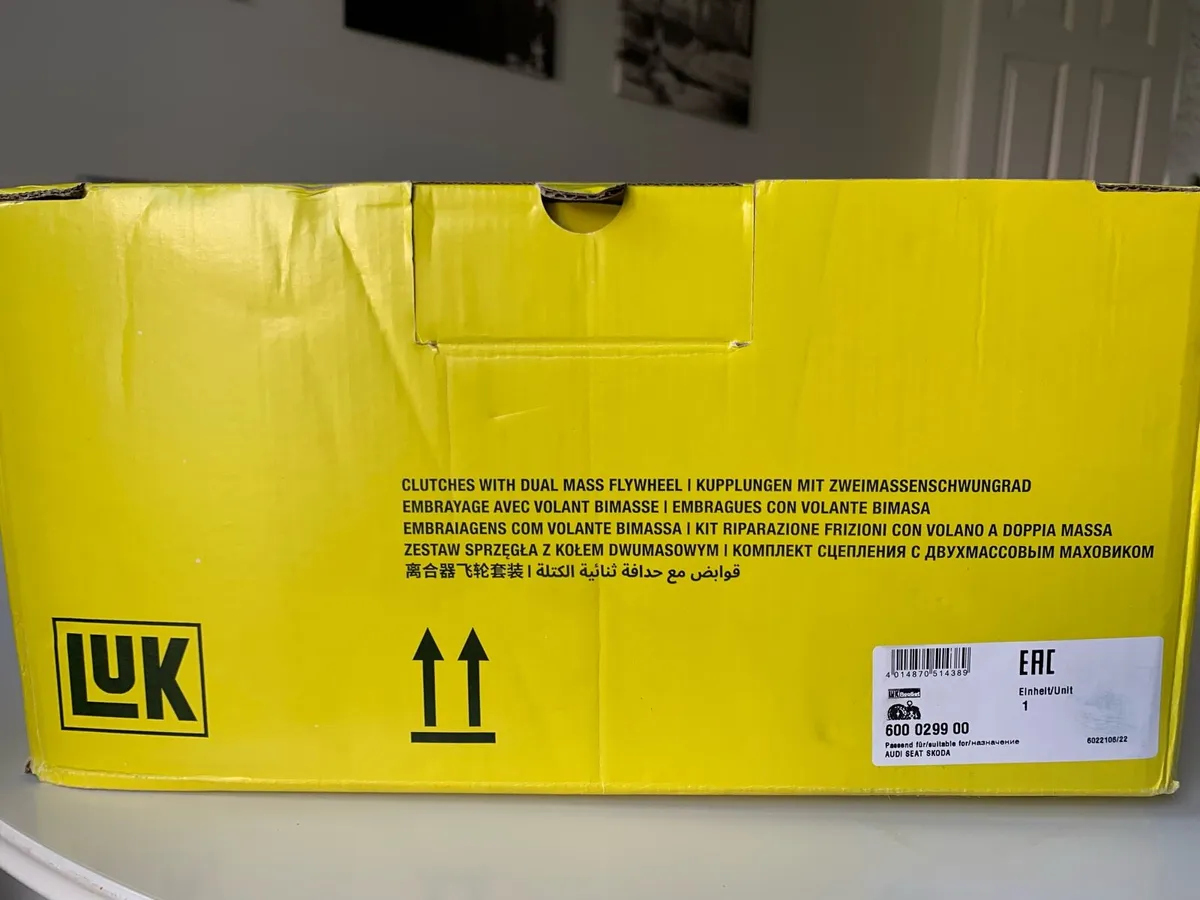 CLUTCHES WITH DUAL MASS FLYWHEEL | KUPPLUNGEN MIT ZWEIMASSENSCHWUNGRAD
EMBRAYAGE AVEC VOLANT BIMASSE | EMBRAGUES CON VOLANTE BIMASA
EMBRAIAGENS COM VOLANTE BIMASSA | KIT RIPARAZIONE FRIZIONI CON VOLANO A DOPPIA MASSA
ZESTAW SPRZĘGŁA Z KOŁEM DWUMASOWYM | КОМПЛЕКТ СЦЕПЛЕНИЯ С ДВУХМАССОВЫМ МАХОВИКОМ
离合器飞轮套装 | قوابض مع حدافة ثنائية الكتلة
LUK
4 014870 514389
EAC
Einheit/Unit
1
600 0299 00
Passend für/suitable for/назначение
AUDI SEAT SKODA
6022106/22